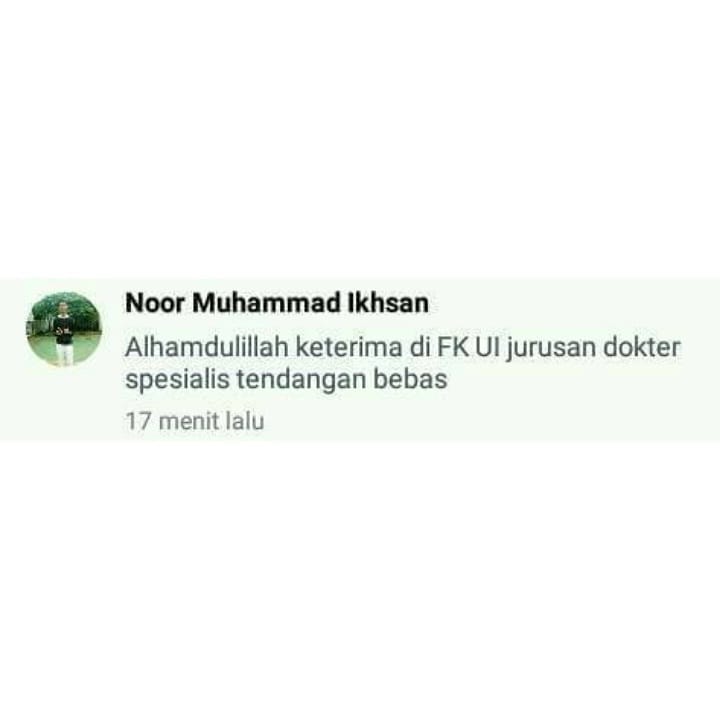 Noor Muhammad Ikhsan
Alhamdulillah keterima di FK UI jurusan dokter
spesialis tendangan bebas
17 menit lalu